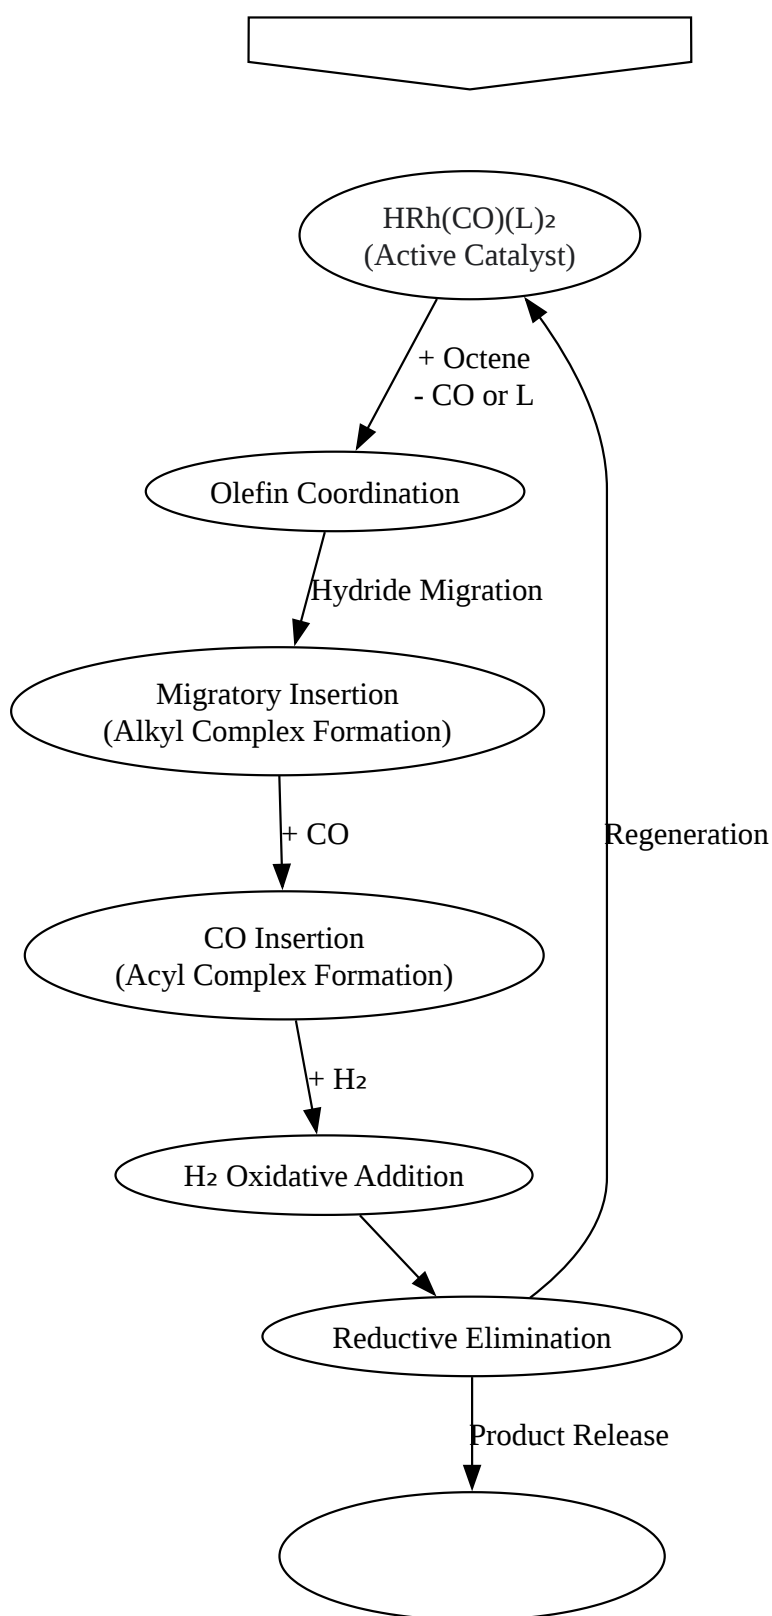 HRh(CO)(L)₂
(Active Catalyst)
+ Octene
- CO or L
Olefin Coordination
Hydride Migration
Migratory Insertion
(Alkyl Complex Formation)
+ CO
Regeneration
CO Insertion
(Acyl Complex Formation)
+ H₂
H₂ Oxidative Addition
Reductive Elimination
Product Release